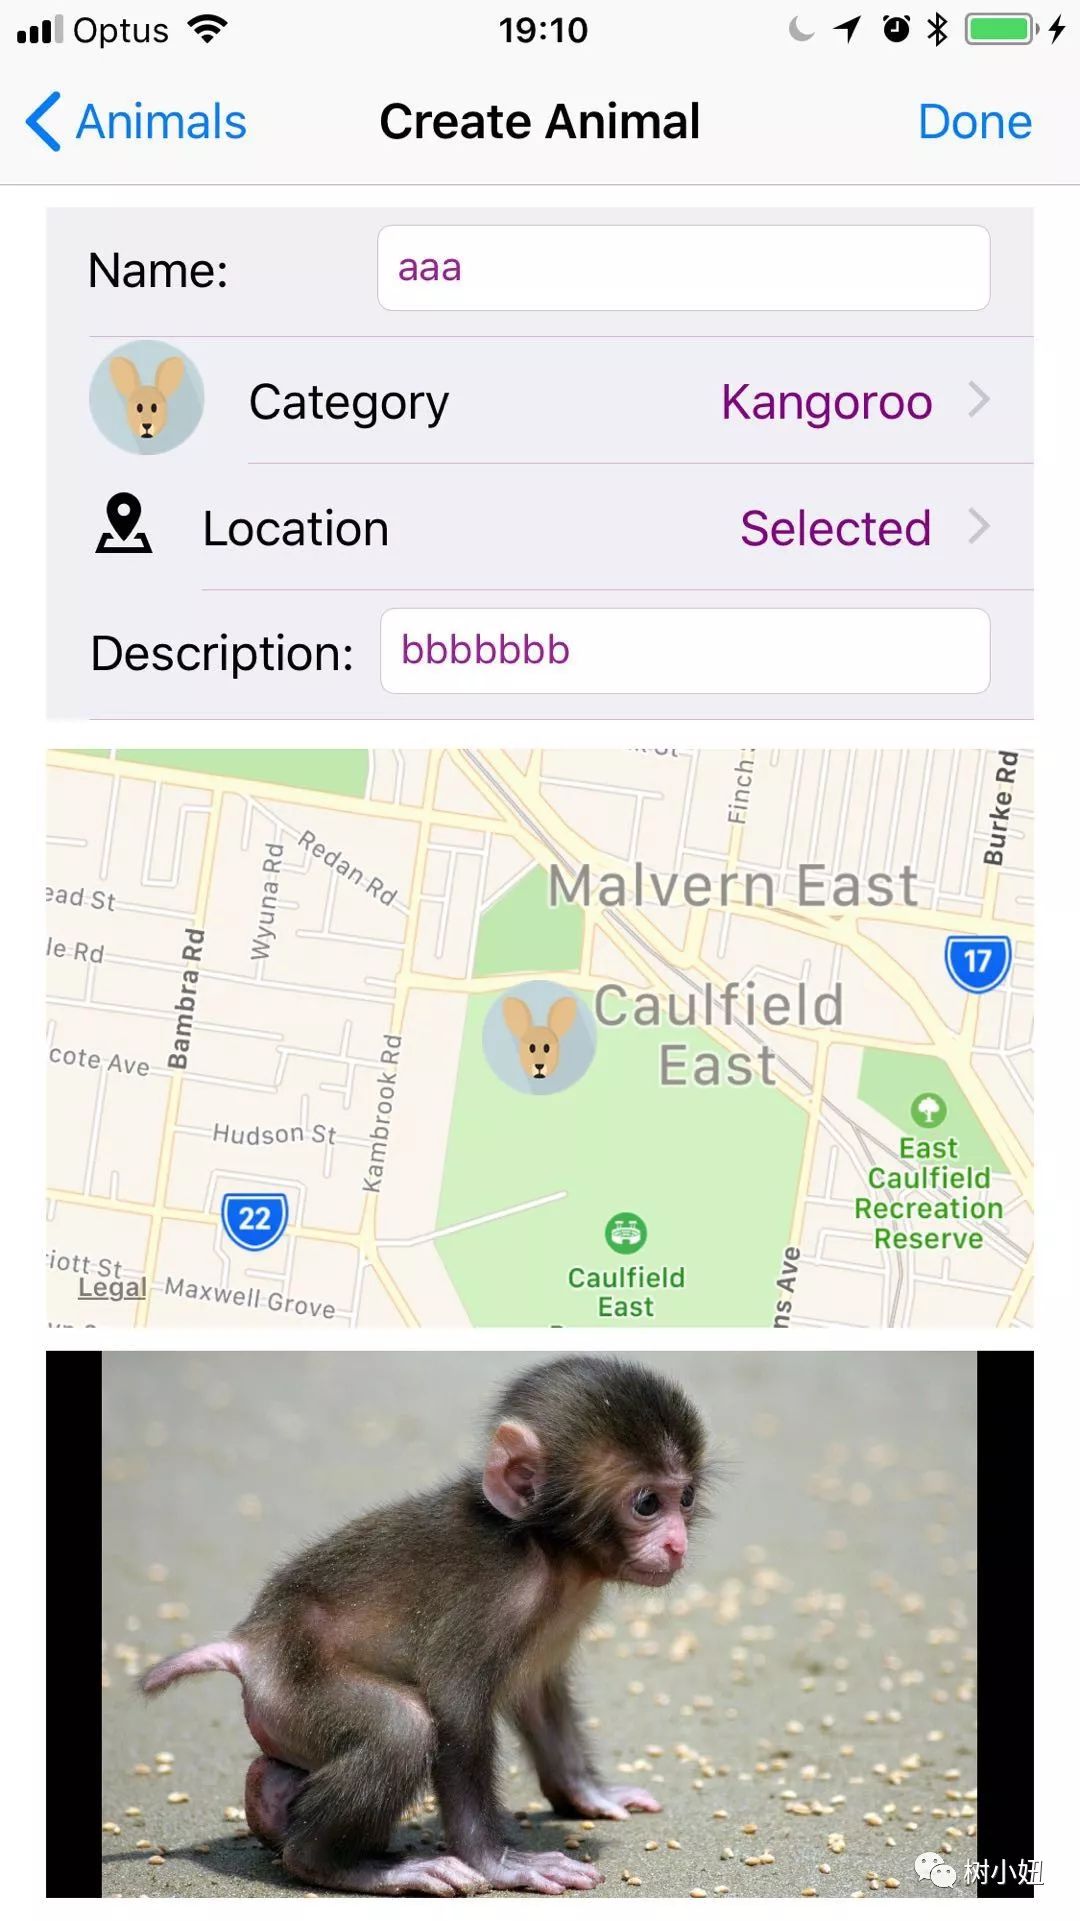 Optus 19:10
Animals Create Animal Done
Name: aaa
Category Kangoroo
Location Selected
Description: bbbbbbb
Finch
Burke Rd
Redan Rd
Wyuna Rd
Malvern East
ead St
le Rd
Bambra Rd
17
Caulfield
East
cote Ave
Kambrook Rd
Hudson St
East
Caulfield
Recreation
Reserve
22
iott St
Legal
Maxwell Grove
Caulfield
East
ns Ave
树小妞